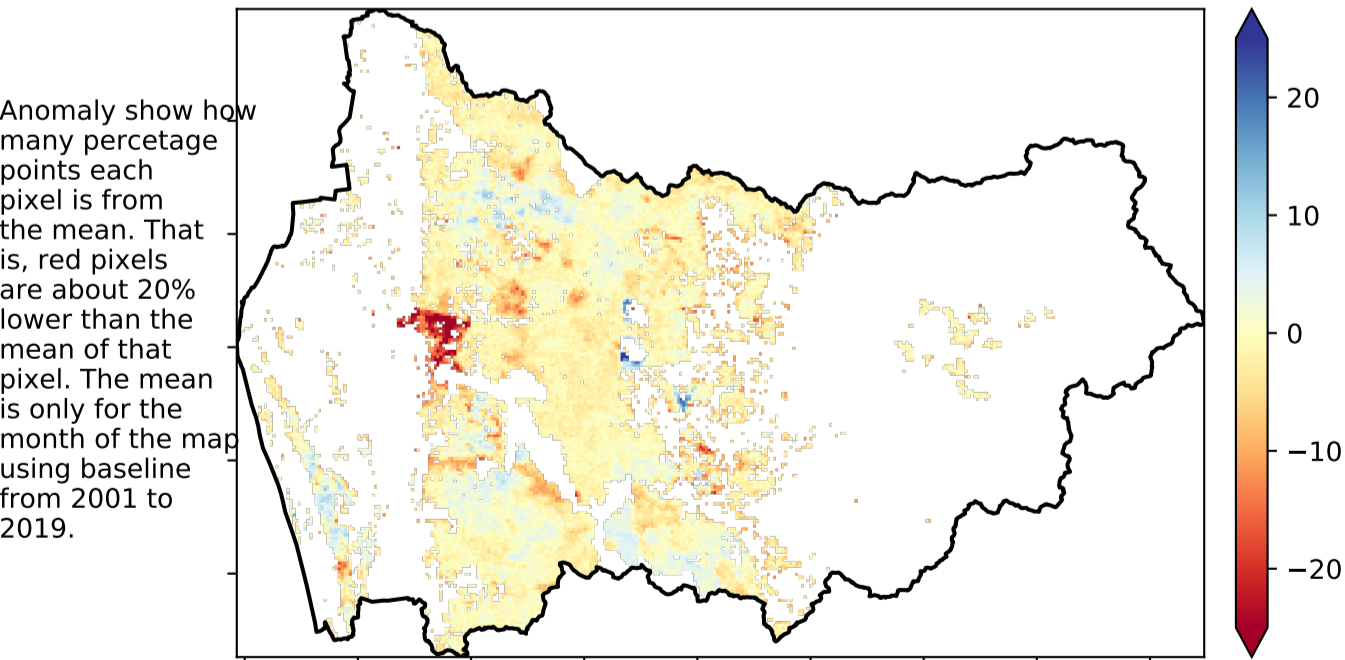 Anomaly show how
many percetage
points each
pixel is from
the mean. That
is, red pixels
are about 20%
lower than the
mean of that
pixel. The mean
is only for the
month of the map
using baseline
from 2001 to
2019.
20
10
0
−10
−20